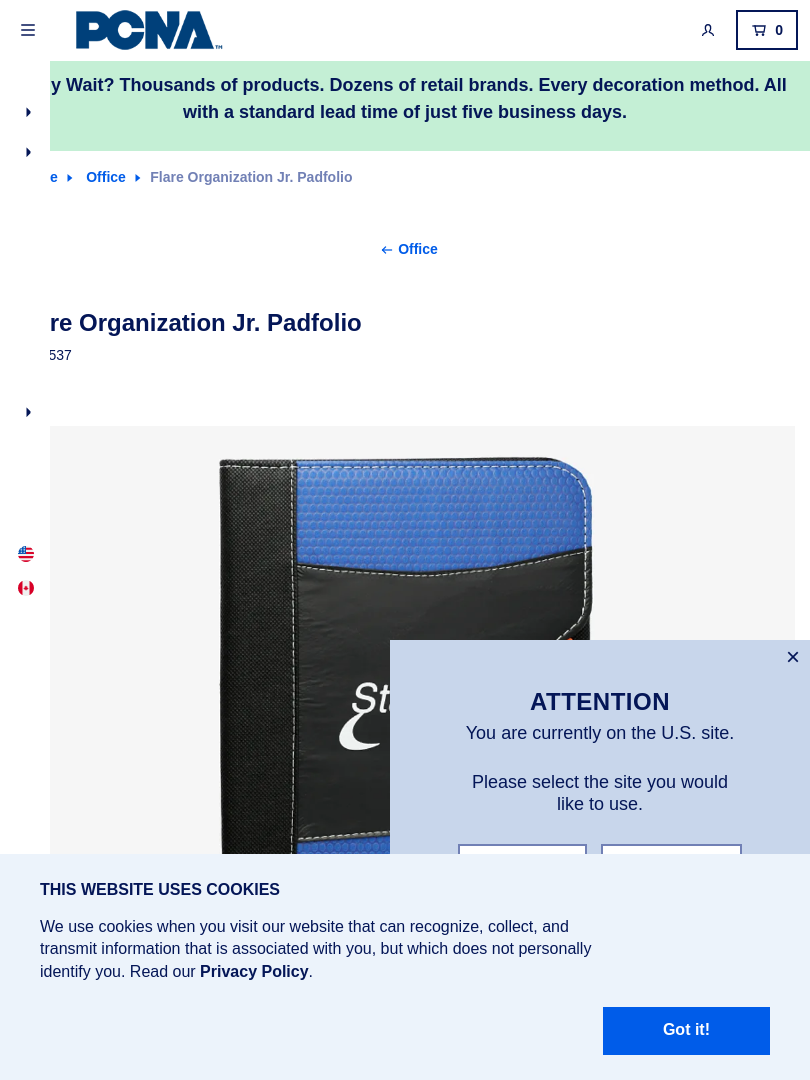 PCNA™
0
y Wait? Thousands of products. Dozens of retail brands. Every decoration method. All
with a standard lead time of just five business days.
e Office Flare Organization Jr. Padfolio
← Office
re Organization Jr. Padfolio
537
ATTENTION
You are currently on the U.S. site.
Please select the site you would
like to use.
THIS WEBSITE USES COOKIES
We use cookies when you visit our website that can recognize, collect, and
transmit information that is associated with you, but which does not personally
identify you. Read our Privacy Policy.
Got it!